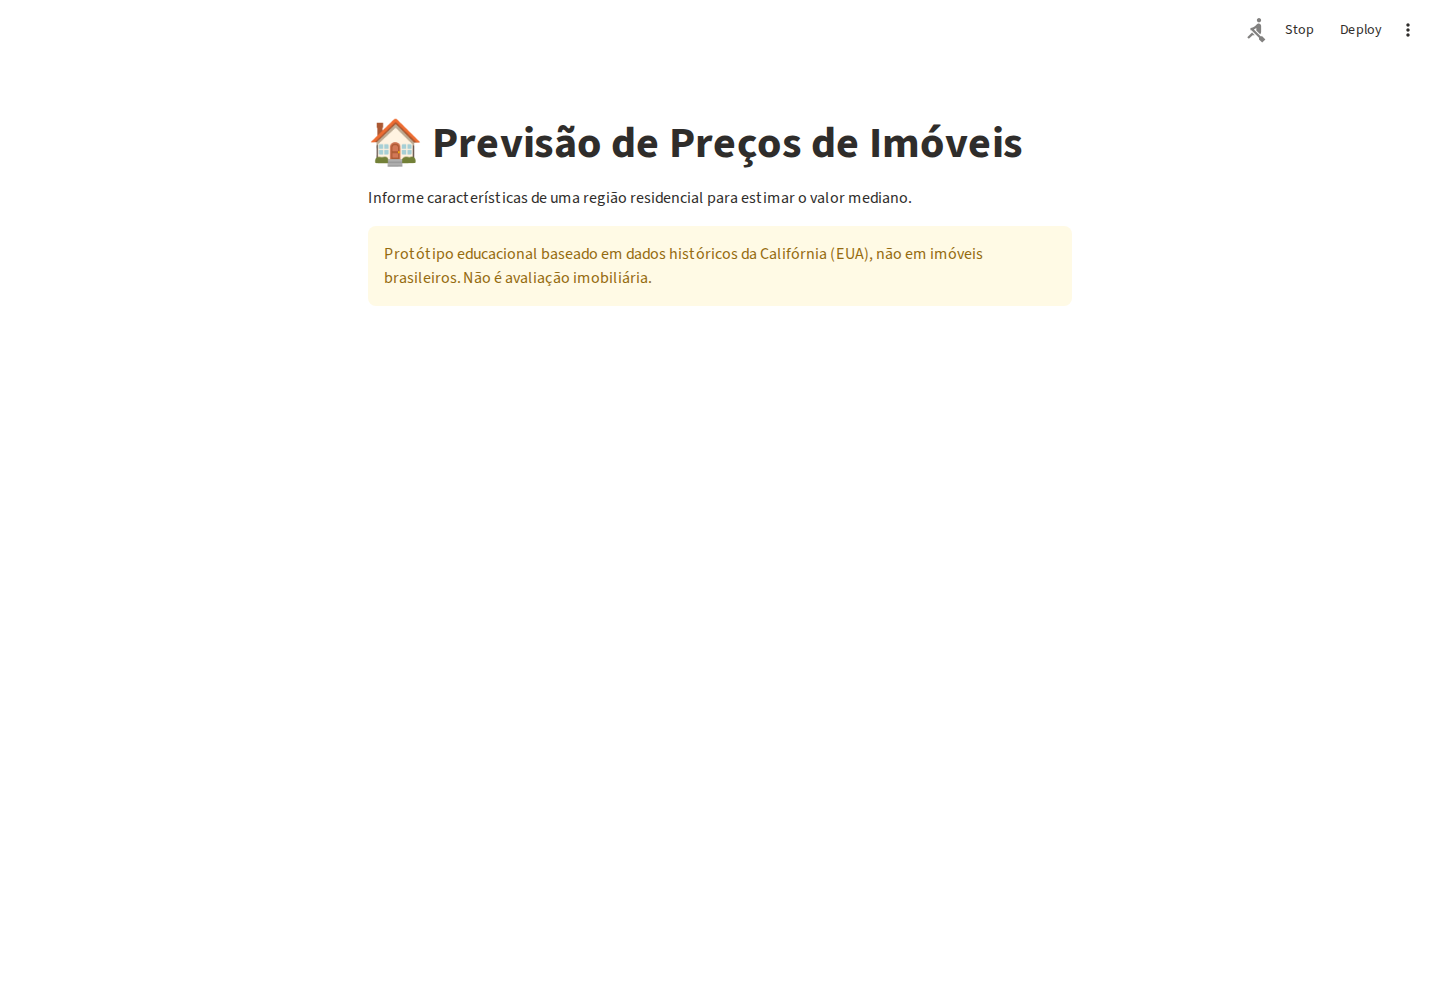 Stop
Deploy
🏠 Previsão de Preços de Imóveis
Informe características de uma região residencial para estimar o valor mediano.
Protótipo educacional baseado em dados históricos da Califórnia (EUA), não em imóveis
brasileiros. Não é avaliação imobiliária.